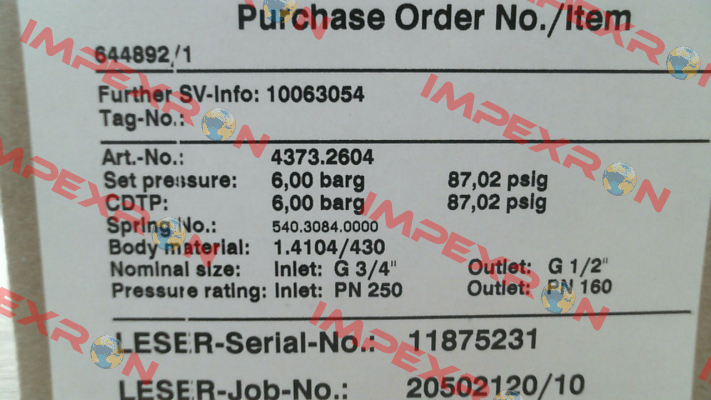 Purchase Order No./Item
644892/1
Further SV-Info: 10063054
Tag-No.:
Art.-No.: 4373.2604
Set pressure: 6,00 barg 87,02 psig
CDTP: 6,00 barg 87,02 psig
Spring No.: 540.3084.0000
Body material: 1.4104/430
Nominal size: Inlet: G 3/4" Outlet: G 1/2"
Pressure rating: Inlet: PN 250 Outlet: PN 160
LESER-Serial-No.: 11875231
LESER-Job-No.: 20502120/10
IMPEXRON
IMPEXRON
IMPEXRON
IMPEXRON
IMPEXRON
IMPEXRON